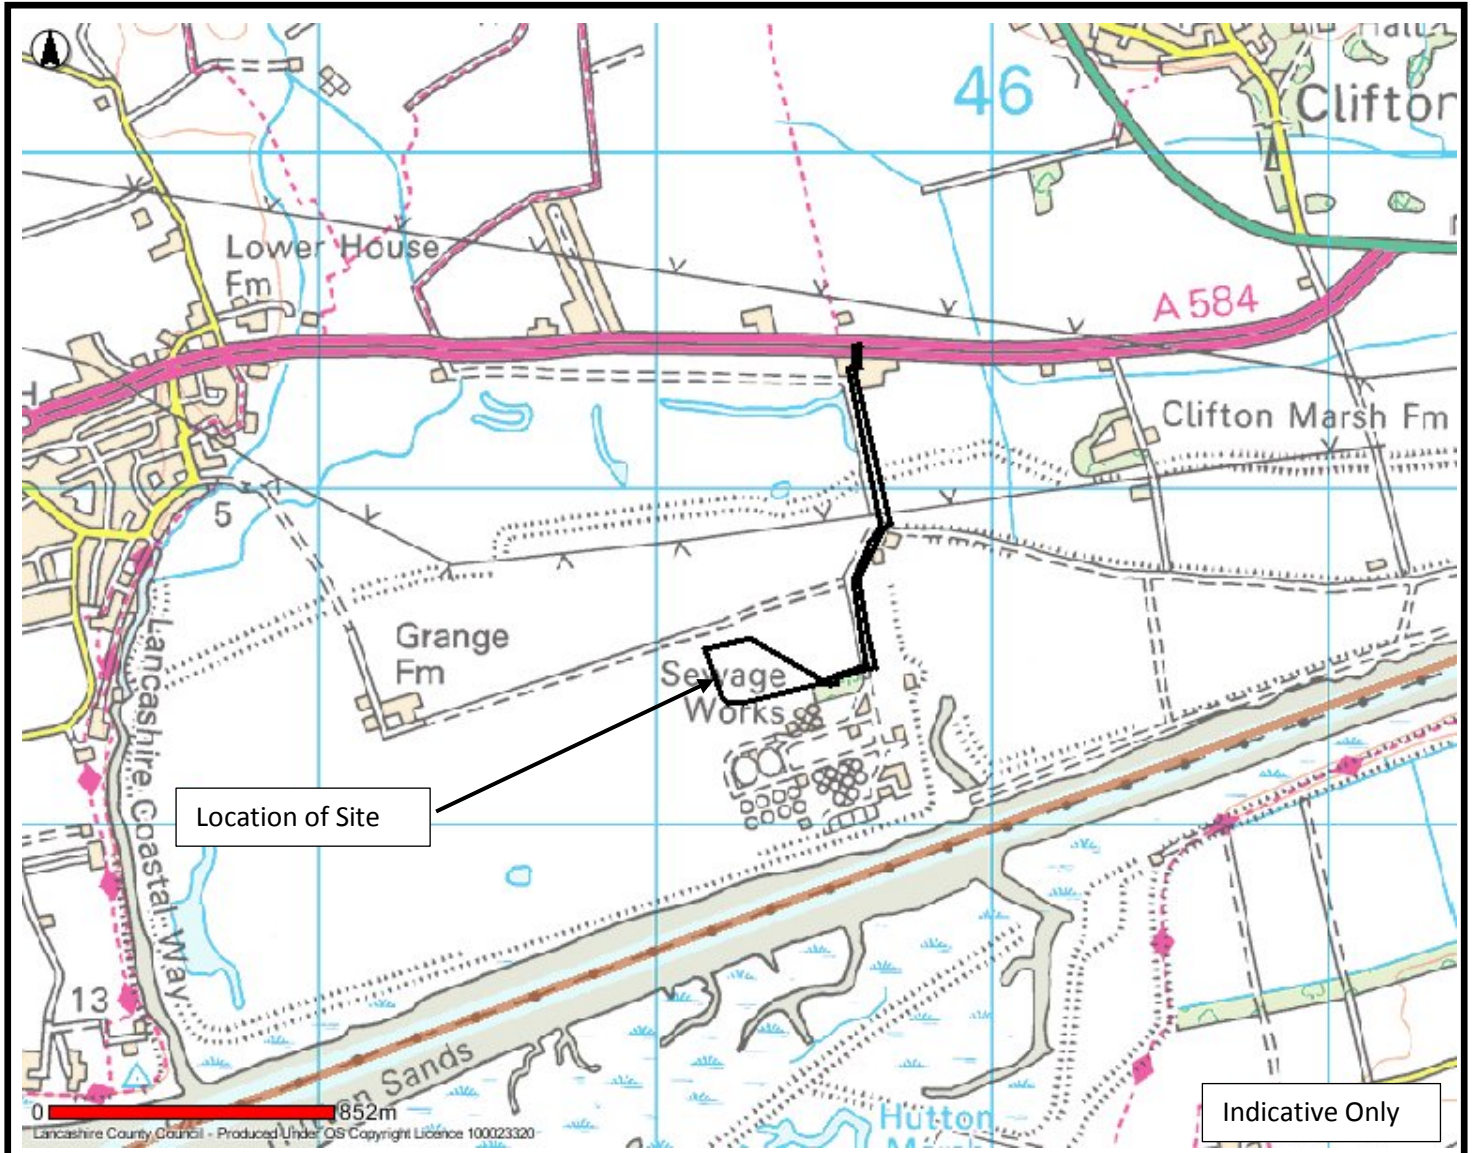 46
Clifton
Lower House
Fm
A 584
Clifton Marsh Fm
5
Grange
Fm
Sewage
Works
Lancashire Coastal Way
Location of Site
13
Sands
0 852m
Lancashire County Council - Produced Under OS Copyright Licence 100023320
Hutton
Indicative Only